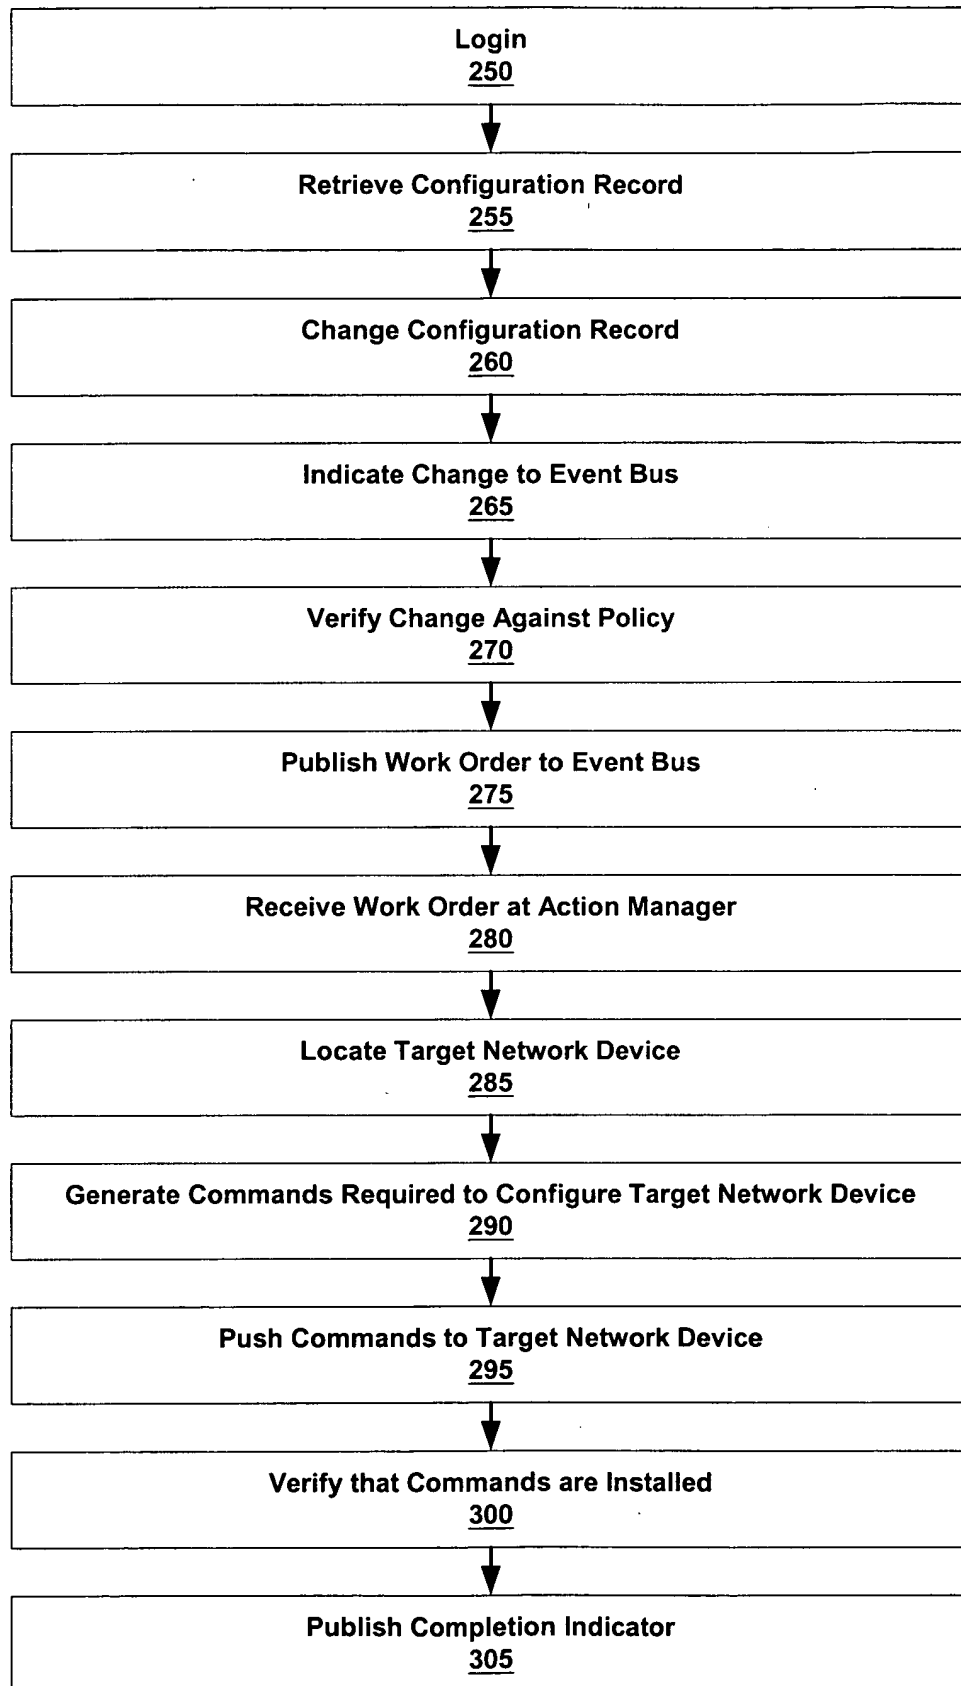 Login
250
Retrieve Configuration Record
255
Change Configuration Record
260
Indicate Change to Event Bus
265
Verify Change Against Policy
270
Publish Work Order to Event Bus
275
Receive Work Order at Action Manager
280
Locate Target Network Device
285
Generate Commands Required to Configure Target Network Device
290
Push Commands to Target Network Device
295
Verify that Commands are Installed
300
Publish Completion Indicator
305